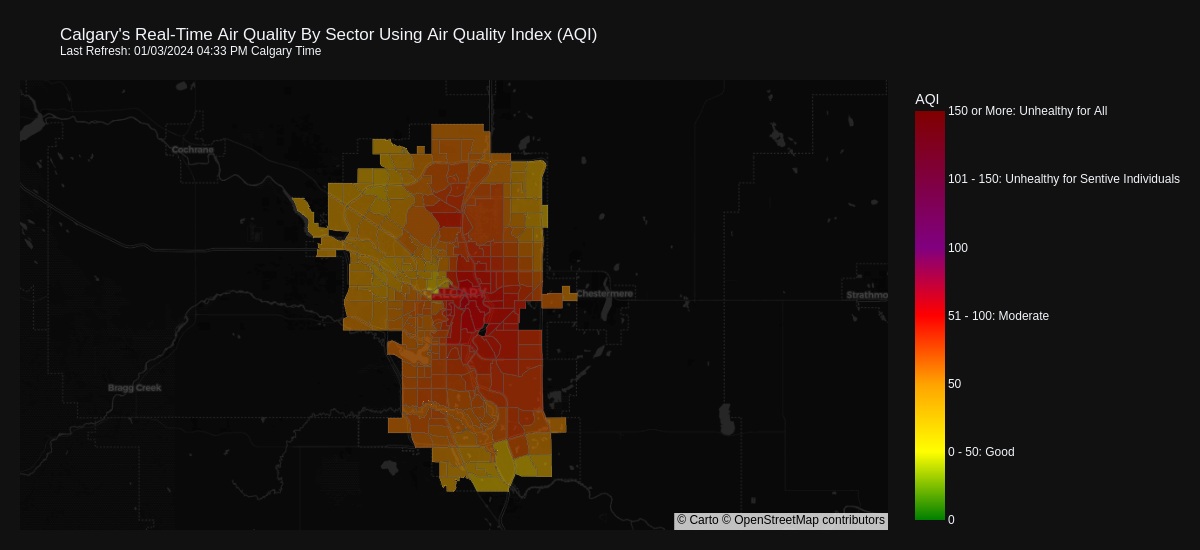 Calgary's Real-Time Air Quality By Sector Using Air Quality Index (AQI)
Last Refresh: 01/03/2024 04:33 PM Calgary Time
AQI
150 or More: Unhealthy for All
Cochrane
101 - 150: Unhealthy for Sentive Individuals
100
CALGARY
Chestermere
Strathmo
51 - 100: Moderate
50
Bragg Creek
0 - 50: Good
© Carto © OpenStreetMap contributors
0